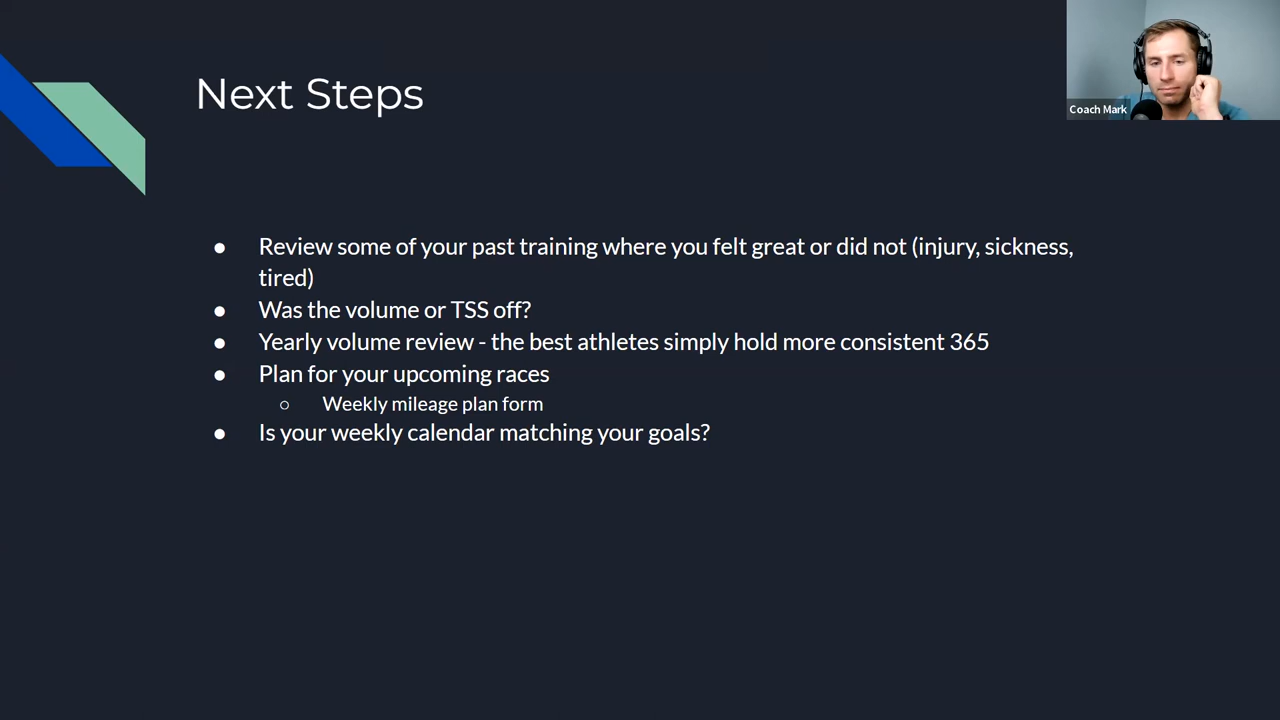 Next Steps
Coach Mark
● Review some of your past training where you felt great or did not (injury, sickness,
tired)
● Was the volume or TSS off?
● Yearly volume review - the best athletes simply hold more consistent 365
● Plan for your upcoming races
○ Weekly mileage plan form
● Is your weekly calendar matching your goals?